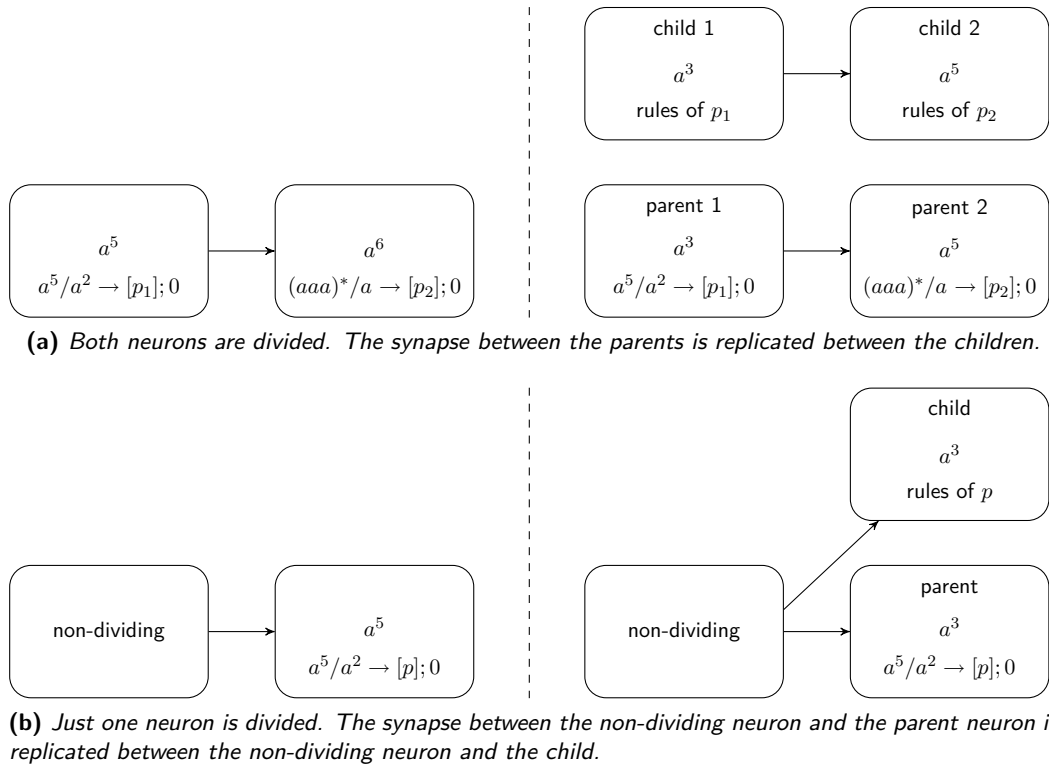 child 1
child 2
a^3
a^5
rules of p_1
rules of p_2
a^5
a^5/a^2 → [p_1]; 0
a^6
(aaa)^*/a → [p_2]; 0
parent 1
a^3
a^5/a^2 → [p_1]; 0
parent 2
a^5
(aaa)^*/a → [p_2]; 0
(a) Both neurons are divided. The synapse between the parents is replicated between the children.
child
a^3
rules of p
non-dividing
a^5
a^5/a^2 → [p]; 0
non-dividing
parent
a^3
a^5/a^2 → [p]; 0
(b) Just one neuron is divided. The synapse between the non-dividing neuron and the parent neuron i
replicated between the non-dividing neuron and the child.